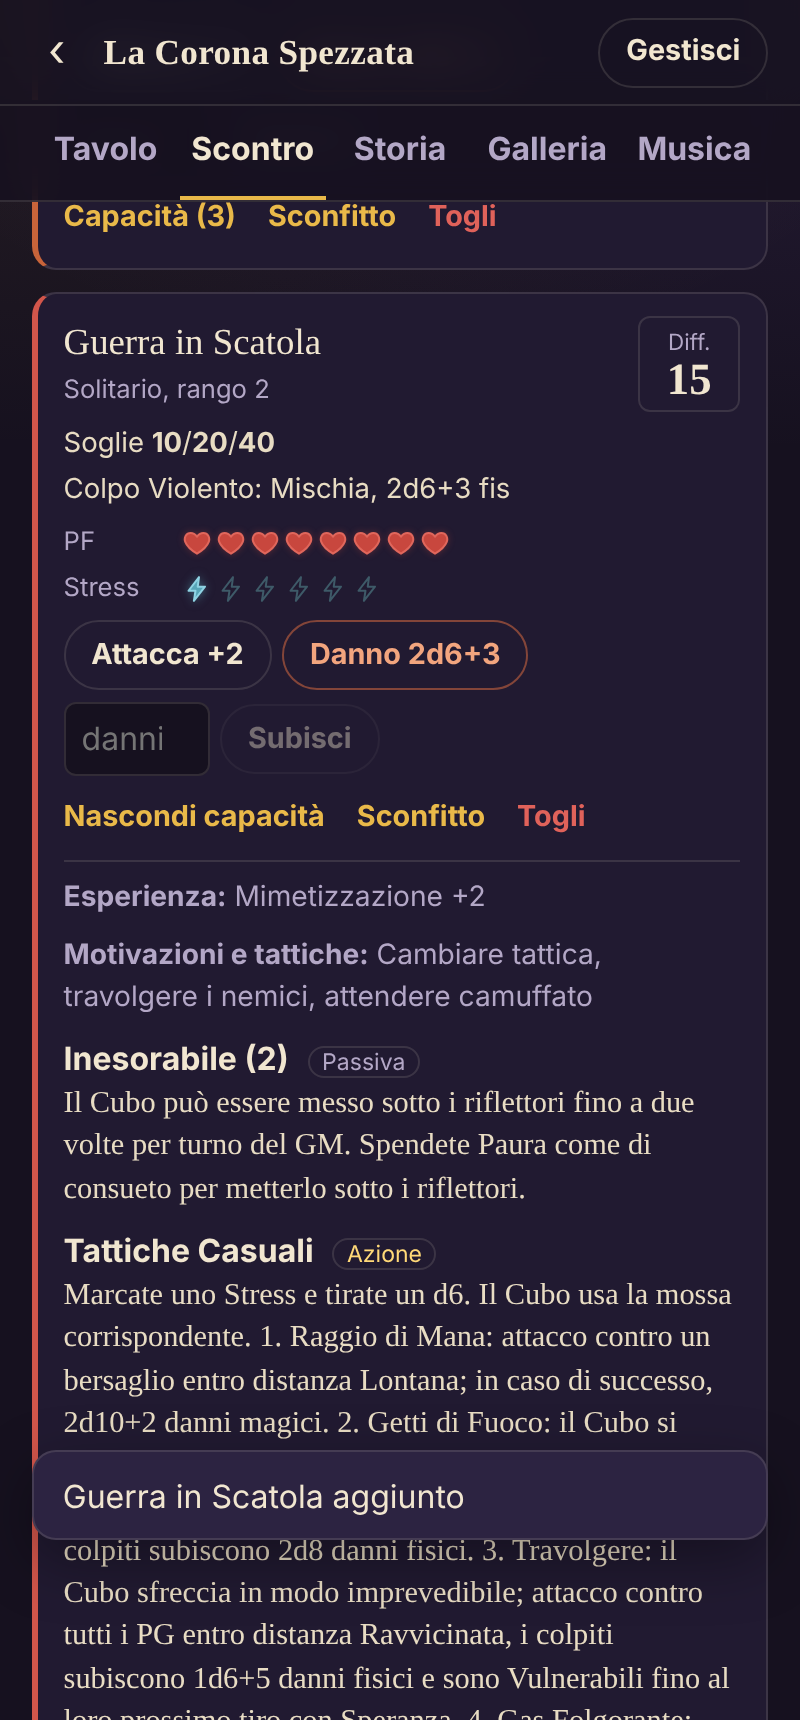 La Corona Spezzata
Gestisci
Tavolo Scontro Storia Galleria Musica
Capacità (3) Sconfitto Togli
Guerra in Scatola
Diff.
15
Solitario, rango 2
Soglie 10/20/40
Colpo Violento: Mischia, 2d6+3 fis
PF
Stress
Attacca +2 Danno 2d6+3
danni Subisci
Nascondi capacità Sconfitto Togli
Esperienza: Mimetizzazione +2
Motivazioni e tattiche: Cambiare tattica,
travolgere i nemici, attendere camuffato
Inesorabile (2) Passiva
Il Cubo può essere messo sotto i riflettori fino a due
volte per turno del GM. Spendete Paura come di
consueto per metterlo sotto i riflettori.
Tattiche Casuali Azione
Marcate uno Stress e tirate un d6. Il Cubo usa la mossa
corrispondente. 1. Raggio di Mana: attacco contro un
bersaglio entro distanza Lontana; in caso di successo,
2d10+2 danni magici. 2. Getti di Fuoco: il Cubo si
Guerra in Scatola aggiunto
colpiti subiscono 2d8 danni fisici. 3. Travolgere: il
Cubo sfreccia in modo imprevedibile; attacco contro
tutti i PG entro distanza Ravvicinata, i colpiti
subiscono 1d6+5 danni fisici e sono Vulnerabili fino al
loro prossimo tiro con Speranza. 4. Gas Folgorante: